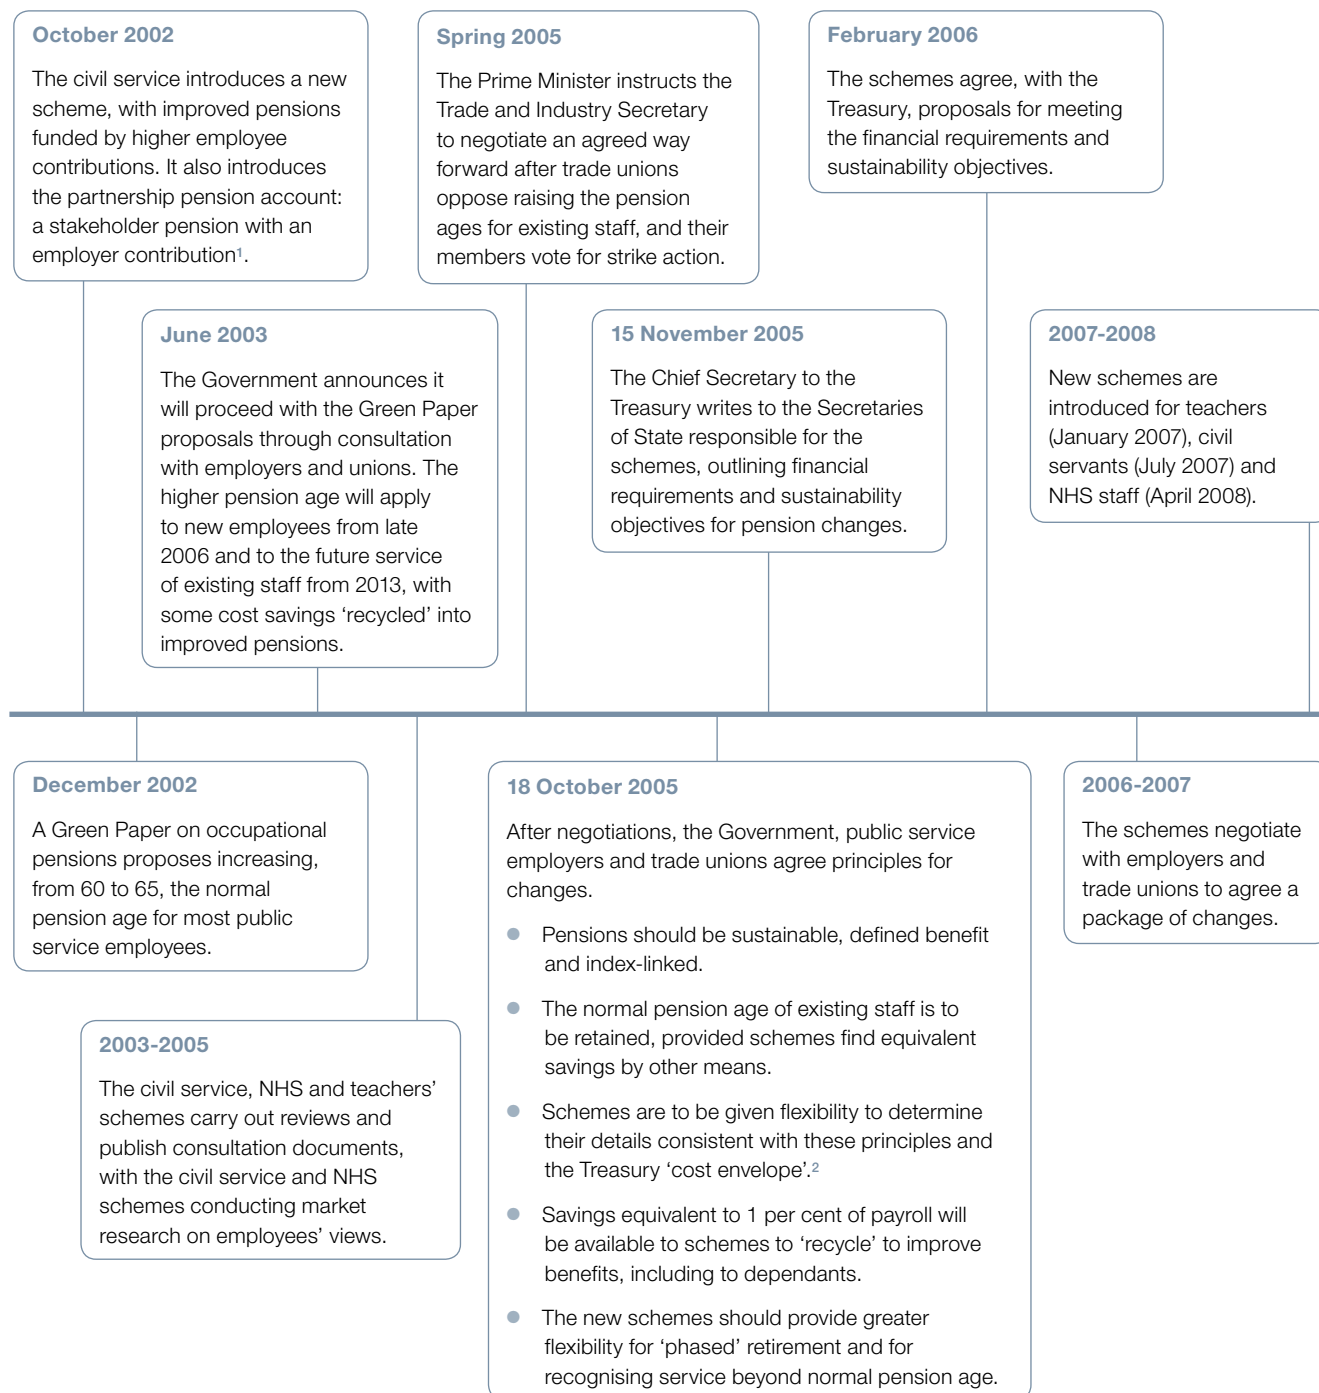 October 2002
The civil service introduces a new
scheme, with improved pensions
funded by higher employee
contributions. It also introduces
the partnership pension account:
a stakeholder pension with an
employer contribution¹.
Spring 2005
The Prime Minister instructs the
Trade and Industry Secretary
to negotiate an agreed way
forward after trade unions
oppose raising the pension
ages for existing staff, and their
members vote for strike action.
February 2006
The schemes agree, with the
Treasury, proposals for meeting
the financial requirements and
sustainability objectives.
June 2003
The Government announces it
will proceed with the Green Paper
proposals through consultation
with employers and unions. The
higher pension age will apply
to new employees from late
2006 and to the future service
of existing staff from 2013, with
some cost savings ‘recycled’ into
improved pensions.
15 November 2005
The Chief Secretary to the
Treasury writes to the Secretaries
of State responsible for the
schemes, outlining financial
requirements and sustainability
objectives for pension changes.
2007-2008
New schemes are
introduced for teachers
(January 2007), civil
servants (July 2007) and
NHS staff (April 2008).
December 2002
A Green Paper on occupational
pensions proposes increasing,
from 60 to 65, the normal
pension age for most public
service employees.
2003-2005
The civil service, NHS and teachers’
schemes carry out reviews and
publish consultation documents,
with the civil service and NHS
schemes conducting market
research on employees’ views.
18 October 2005
After negotiations, the Government, public service
employers and trade unions agree principles for
changes.
● Pensions should be sustainable, defined benefit
and index-linked.
● The normal pension age of existing staff is to
be retained, provided schemes find equivalent
savings by other means.
● Schemes are to be given flexibility to determine
their details consistent with these principles and
the Treasury ‘cost envelope’.²
● Savings equivalent to 1 per cent of payroll will
be available to schemes to ‘recycle’ to improve
benefits, including to dependants.
● The new schemes should provide greater
flexibility for ‘phased’ retirement and for
recognising service beyond normal pension age.
2006-2007
The schemes negotiate
with employers and
trade unions to agree a
package of changes.